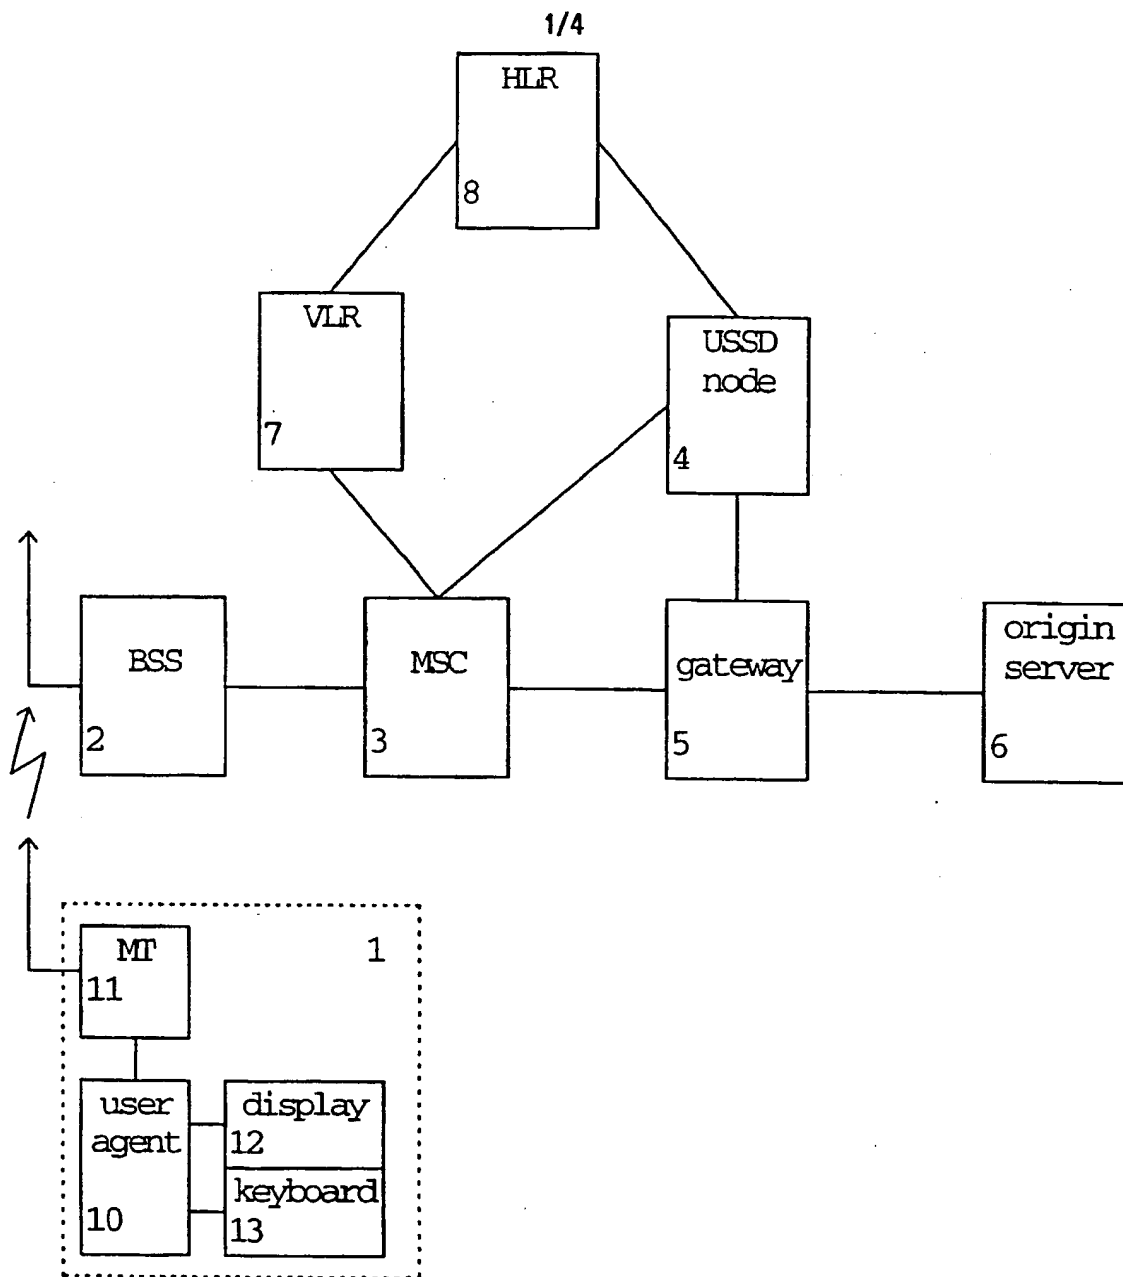 1/4
HLR
8
VLR
7
USSD
node
4
BSS
2
MSC
3
gateway
5
origin
server
6
1
MT
11
user
agent
10
display
12
keyboard
13